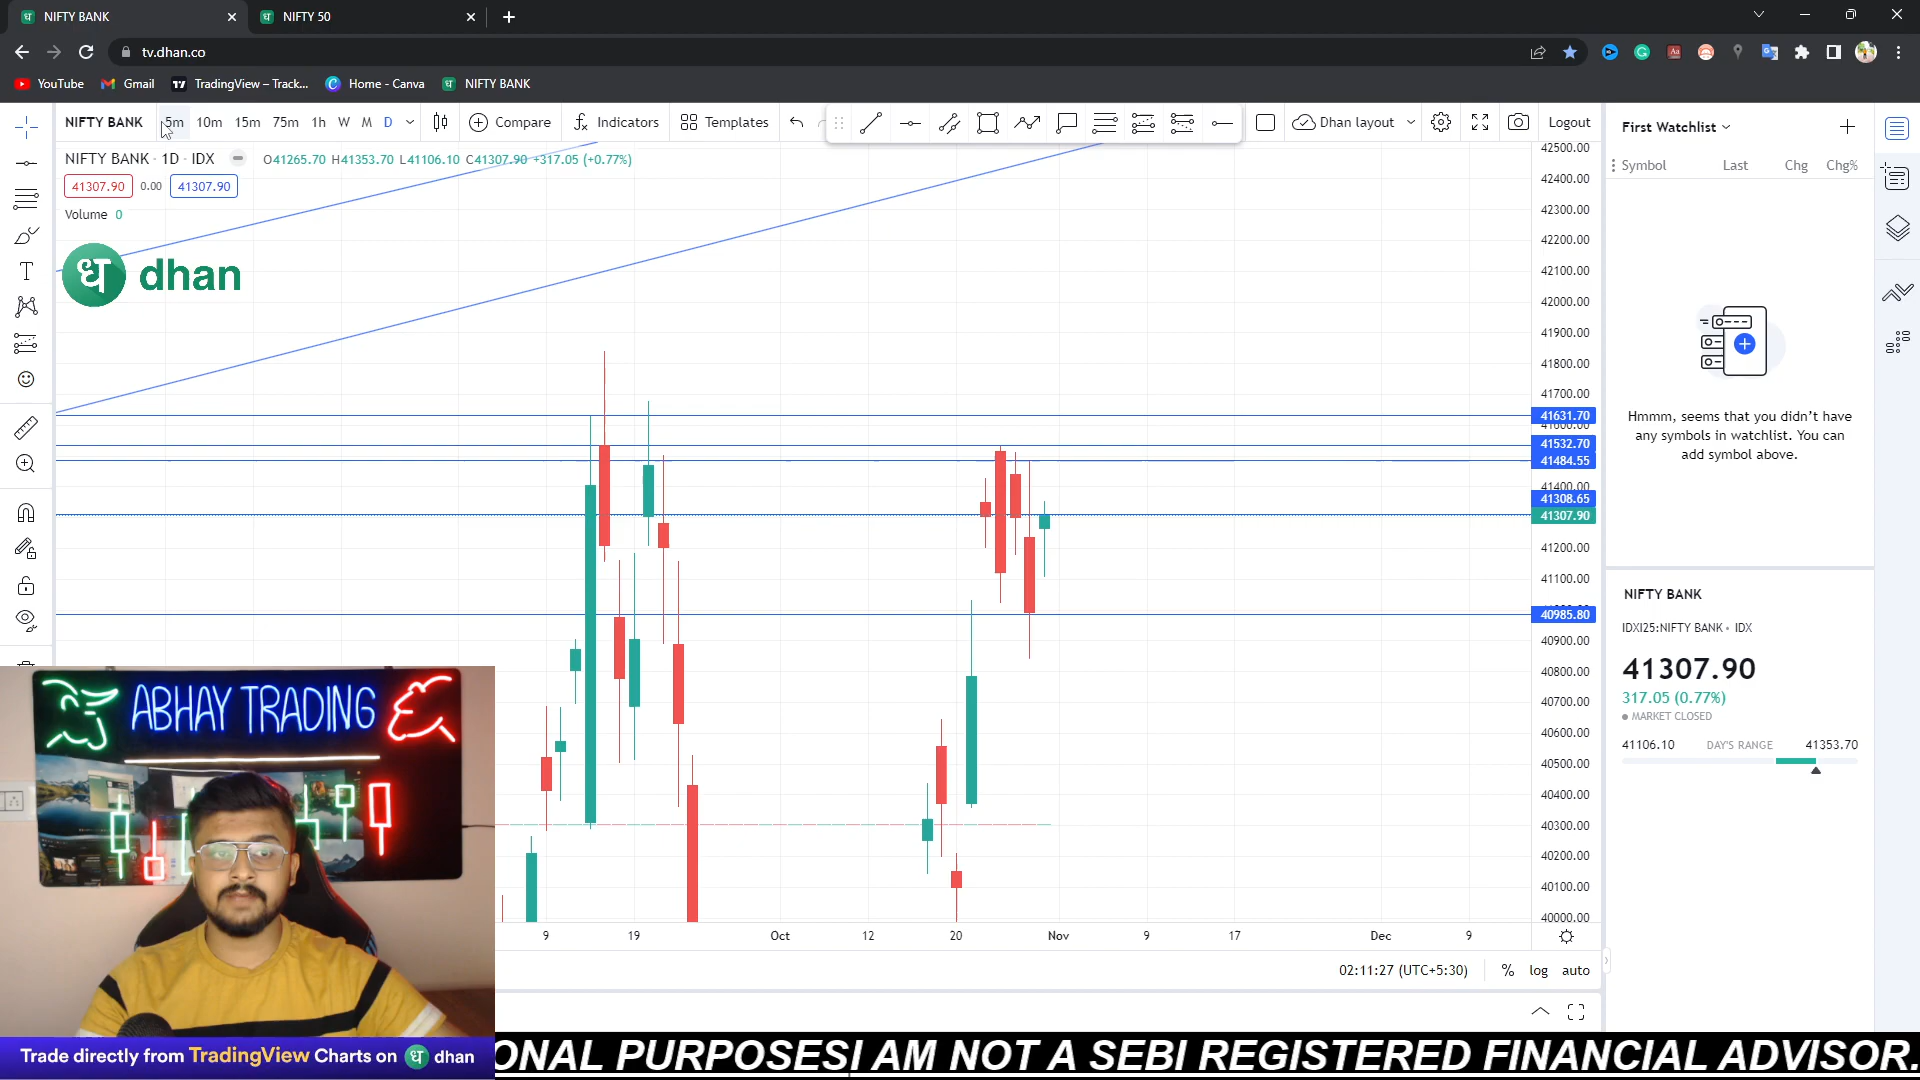 NIFTY BANK
NIFTY 50
tv.dhan.co
YouTube
Gmail
TradingView – Track...
Home - Canva
NIFTY BANK
NIFTY BANK 5m 10m 15m 75m 1h W M D
Compare
Indicators
Templates
Dhan layout
Logout
NIFTY BANK · 1D · IDX O41265.70 H41353.70 L41106.10 C41307.90 +317.05 (+0.77%)
41307.90 0.00 41307.90
Volume 0
ध dhan
42500.00
42400.00
42300.00
42200.00
42100.00
42000.00
41900.00
41800.00
41700.00
41631.70
41600.00
41532.70
41484.55
41400.00
41308.65
41307.90
41200.00
41100.00
40985.80
40900.00
40800.00
40700.00
40600.00
40500.00
40400.00
40300.00
40200.00
40100.00
40000.00
9 19 Oct 12 20 Nov 9 17 Dec 9
02:11:27 (UTC+5:30) % log auto
First Watchlist
Symbol Last Chg Chg%
Hmmm, seems that you didn't have
any symbols in watchlist. You can
add symbol above.
NIFTY BANK
IDXI25:NIFTY BANK • IDX
41307.90
317.05 (0.77%)
MARKET CLOSED
41106.10 DAY'S RANGE 41353.70
ABHAY TRADING
Trade directly from TradingView Charts on ध dhan
ONAL PURPOSESI AM NOT A SEBI REGISTERED FINANCIAL ADVISOR.